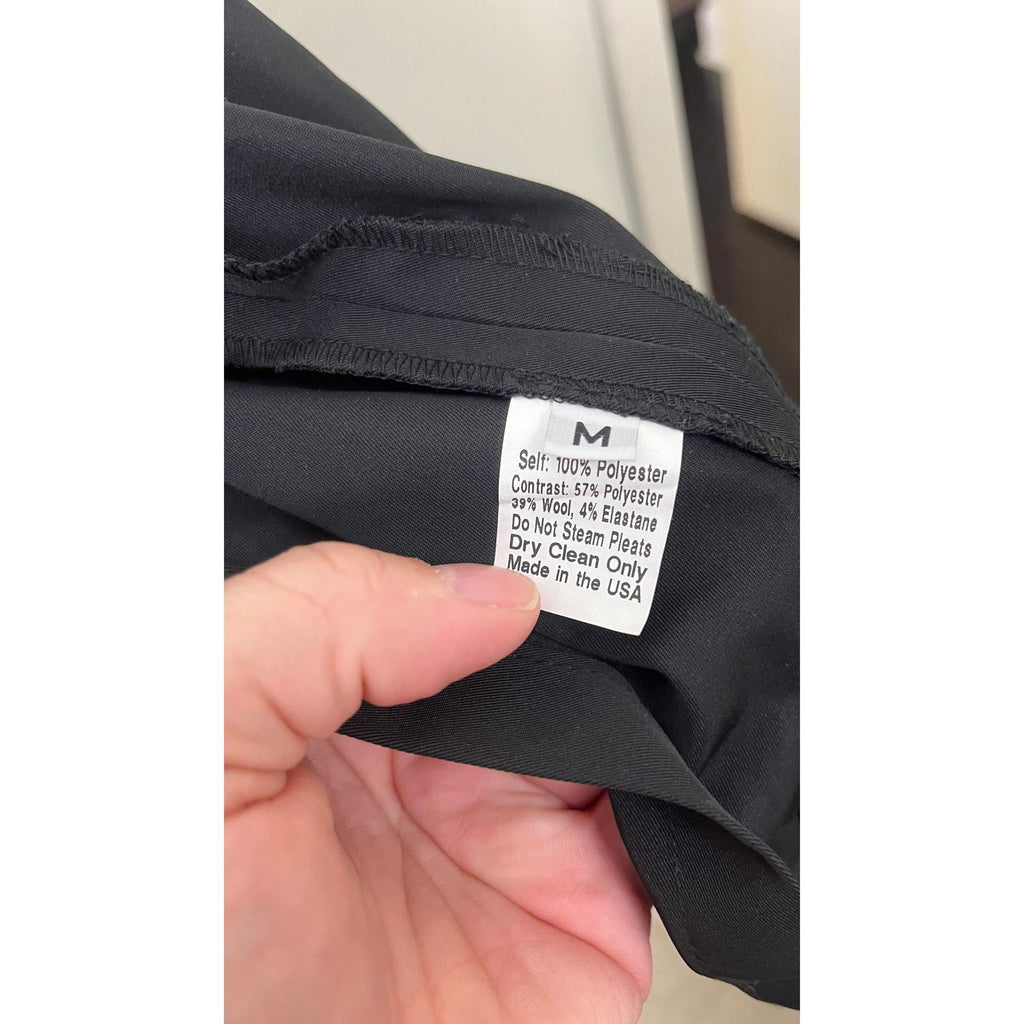 M
Self: 100% Polyester
Contrast: 57% Polyester
39% Wool, 4% Elastane
Do Not Steam Pleats
Dry Clean Only
Made in the USA